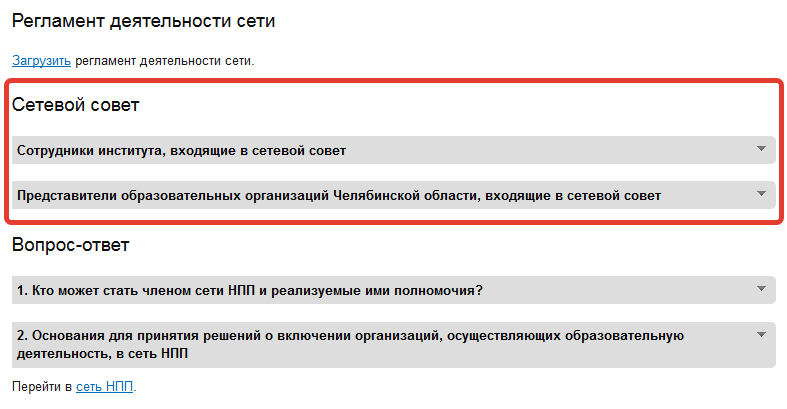 Регламент деятельности сети
Загрузить регламент деятельности сети.
Сетевой совет
Сотрудники института, входящие в сетевой совет
Представители образовательных организаций Челябинской области, входящие в сетевой совет
Вопрос-ответ
1. Кто может стать членом сети НПП и реализуемые ими полномочия?
2. Основания для принятия решений о включении организаций, осуществляющих образовательную
деятельность, в сеть НПП
Перейти в сеть НПП.